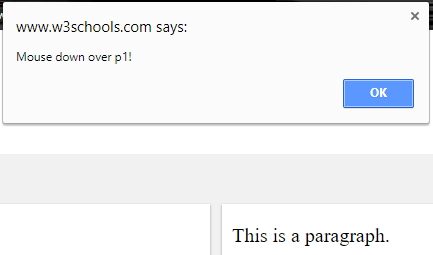 www.w3schools.com says:
Mouse down over p1!
OK
This is a paragraph.